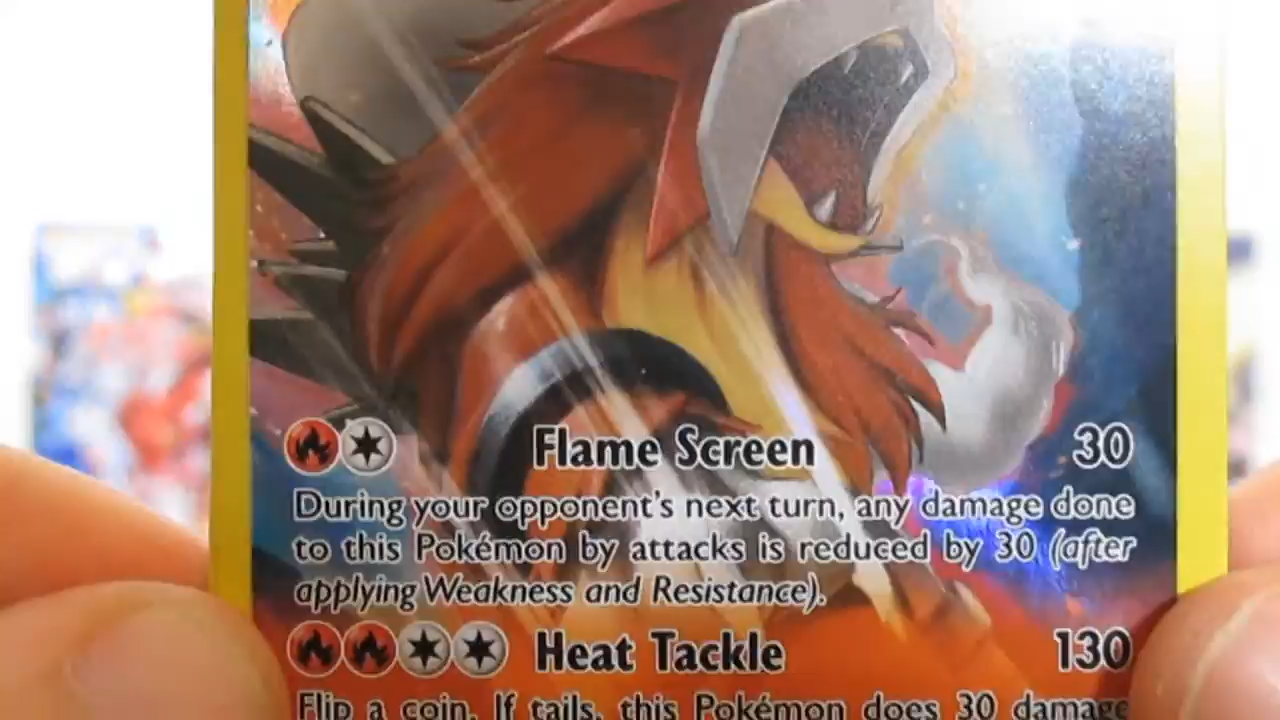 Flame Screen 30
During your opponent's next turn, any damage done
to this Pokémon by attacks is reduced by 30 (after
applying Weakness and Resistance).
Heat Tackle 130
Flip a coin. If tails, this Pokémon does 30 damage